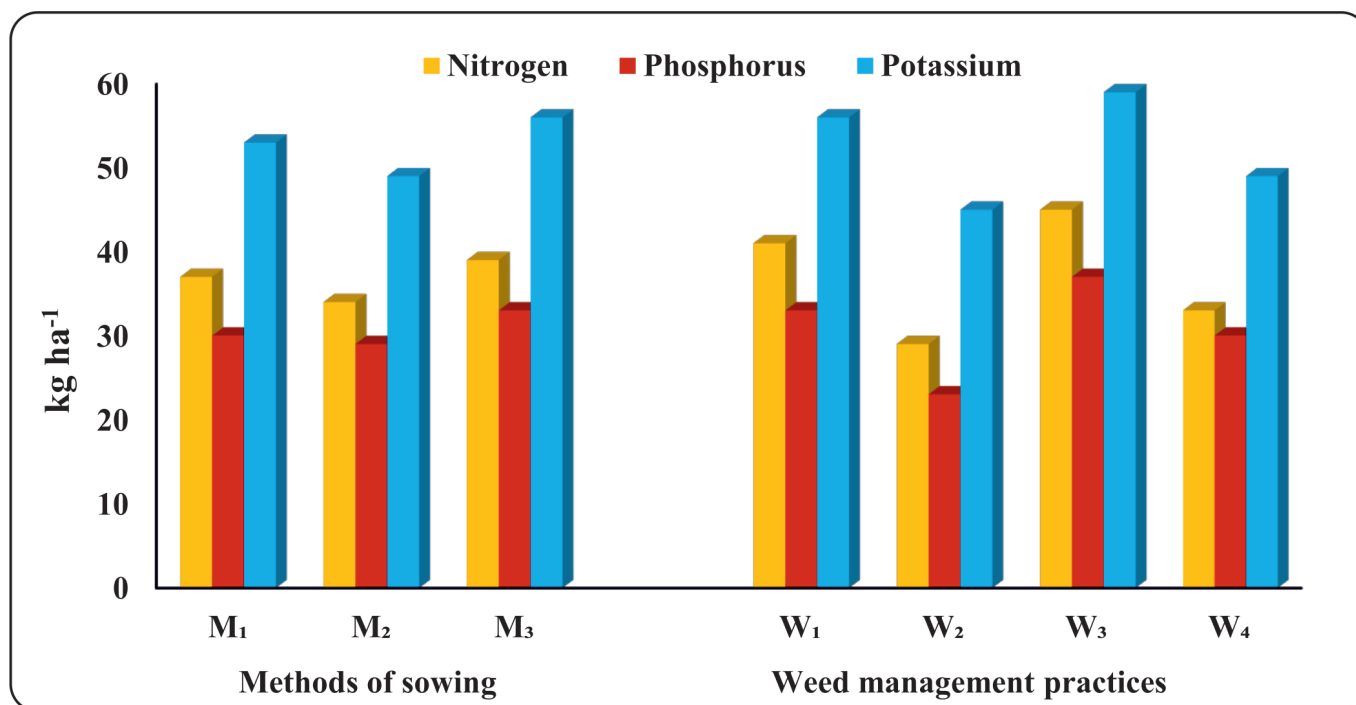 Nitrogen Phosphorus Potassium
60
50
40
30
20
10
0
kg ha⁻¹
M₁ M₂ M₃ W₁ W₂ W₃ W₄
Methods of sowing Weed management practices